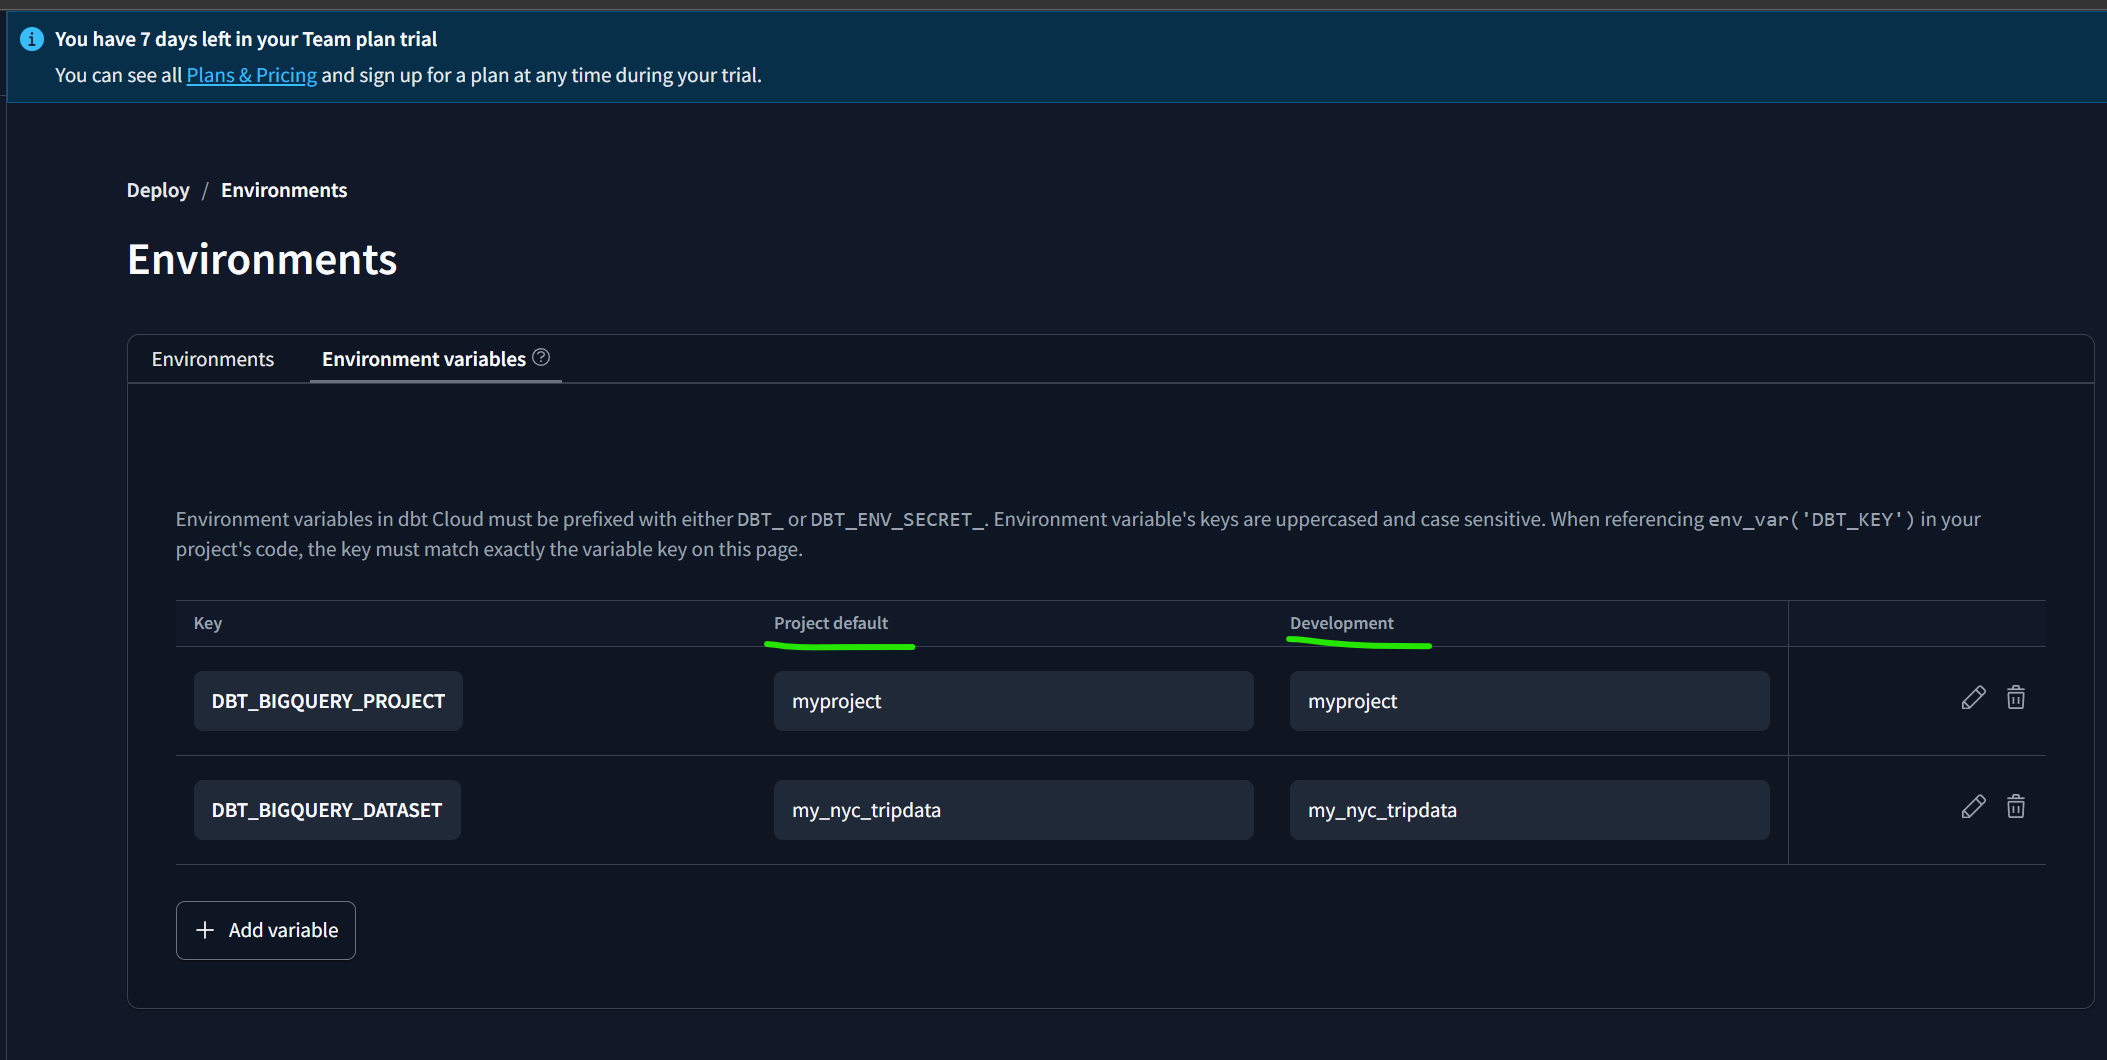 You have 7 days left in your Team plan trial
You can see all Plans & Pricing and sign up for a plan at any time during your trial.
Deploy / Environments
Environments
Environments Environment variables
Environment variables in dbt Cloud must be prefixed with either DBT_ or DBT_ENV_SECRET_. Environment variable's keys are uppercased and case sensitive. When referencing env_var('DBT_KEY') in your
project's code, the key must match exactly the variable key on this page.
Key Project default Development
DBT_BIGQUERY_PROJECT myproject myproject
DBT_BIGQUERY_DATASET my_nyc_tripdata my_nyc_tripdata
+ Add variable